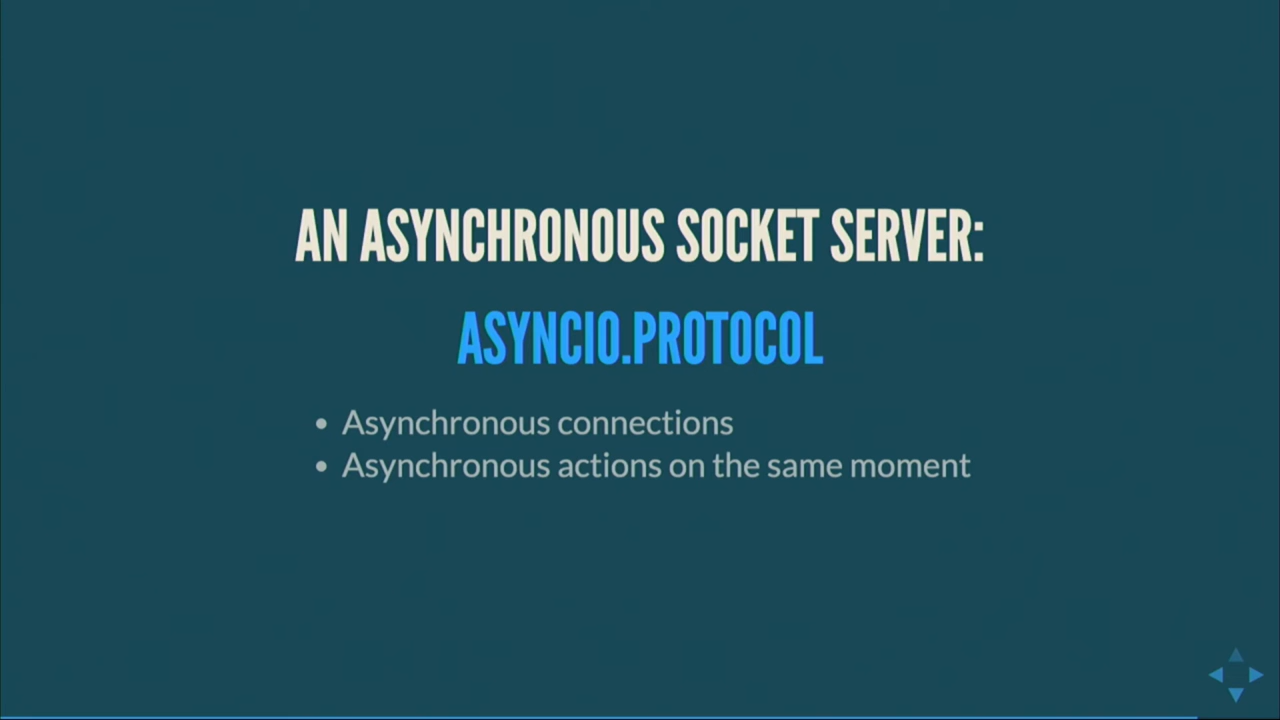 AN ASYNCHRONOUS SOCKET SERVER:
ASYNCIO.PROTOCOL
• Asynchronous connections
• Asynchronous actions on the same moment